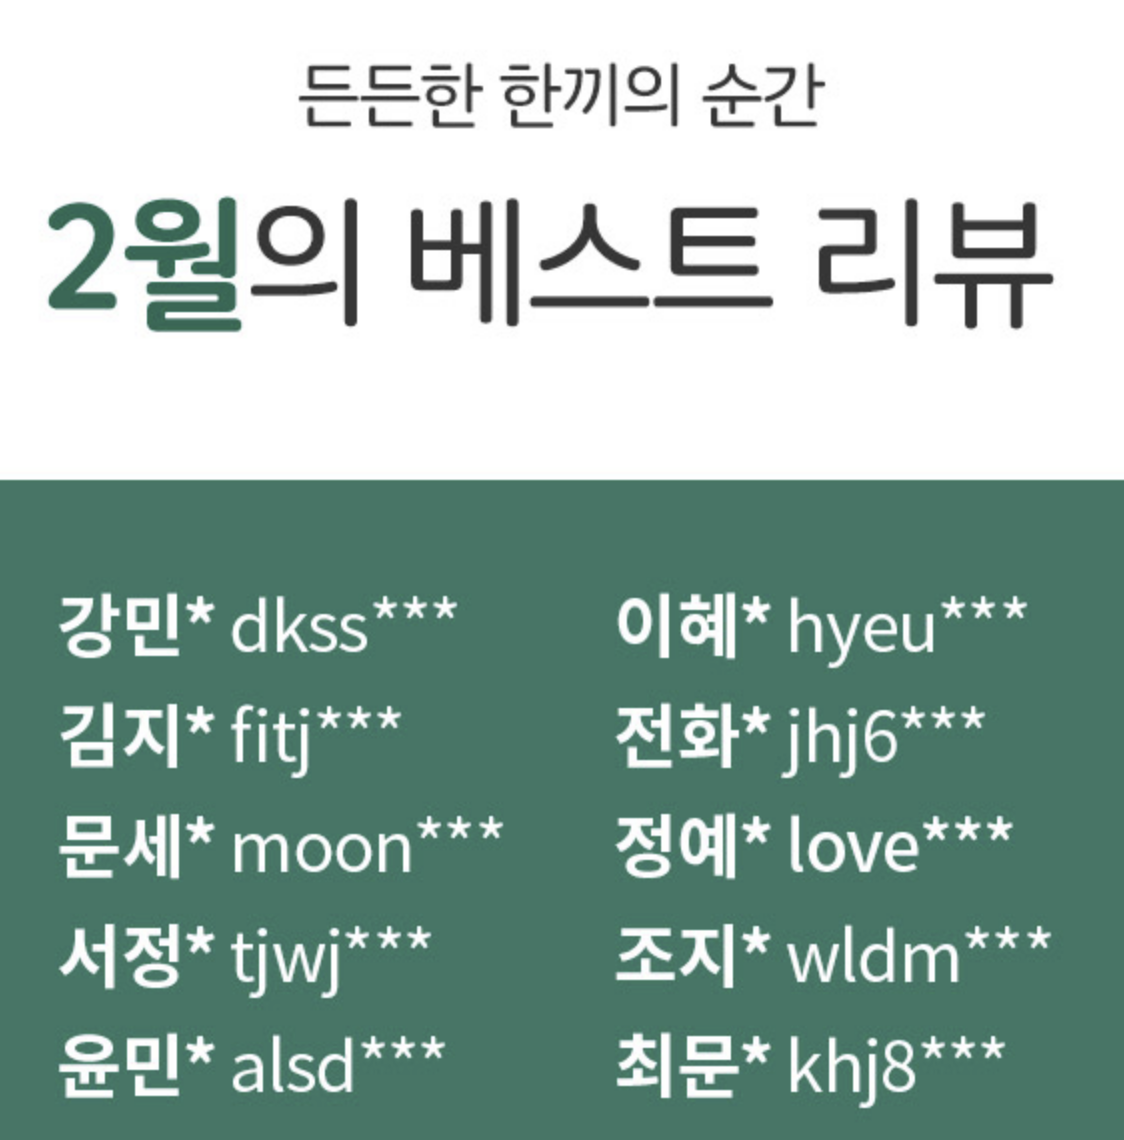 든든한 한끼의 순간
2월의 베스트 리뷰
강민* dkss***
이혜* hyeu***
김지* fitj***
전화* jhj6***
문세* moon***
정예* love***
서정* tjwj***
조지* wldm***
윤민* alsd***
최문* khj8***